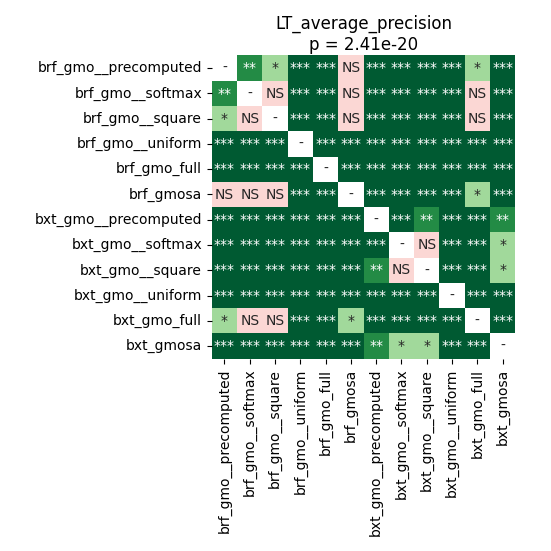 LT_average_precision
p = 2.41e-20
brf_gmo__precomputed - ** * *** *** NS *** *** *** *** * ***
brf_gmo__softmax ** - NS *** *** NS *** *** *** *** NS ***
brf_gmo__square * NS - *** *** NS *** *** *** *** NS ***
brf_gmo__uniform *** *** *** - *** *** *** *** *** *** *** ***
brf_gmo_full *** *** *** *** - *** *** *** *** *** *** ***
brf_gmosa NS NS NS *** *** - *** *** *** *** * ***
bxt_gmo__precomputed *** *** *** *** *** *** - *** ** *** *** **
bxt_gmo__softmax *** *** *** *** *** *** *** - NS *** *** *
bxt_gmo__square *** *** *** *** *** *** ** NS - *** *** *
bxt_gmo__uniform *** *** *** *** *** *** *** *** *** - *** ***
bxt_gmo_full * NS NS *** *** * *** *** *** *** - ***
bxt_gmosa *** *** *** *** *** *** ** * * *** *** -
brf_gmo__precomputed
brf_gmo__softmax
brf_gmo__square
brf_gmo__uniform
brf_gmo_full
brf_gmosa
bxt_gmo__precomputed
bxt_gmo__softmax
bxt_gmo__square
bxt_gmo__uniform
bxt_gmo_full
bxt_gmosa